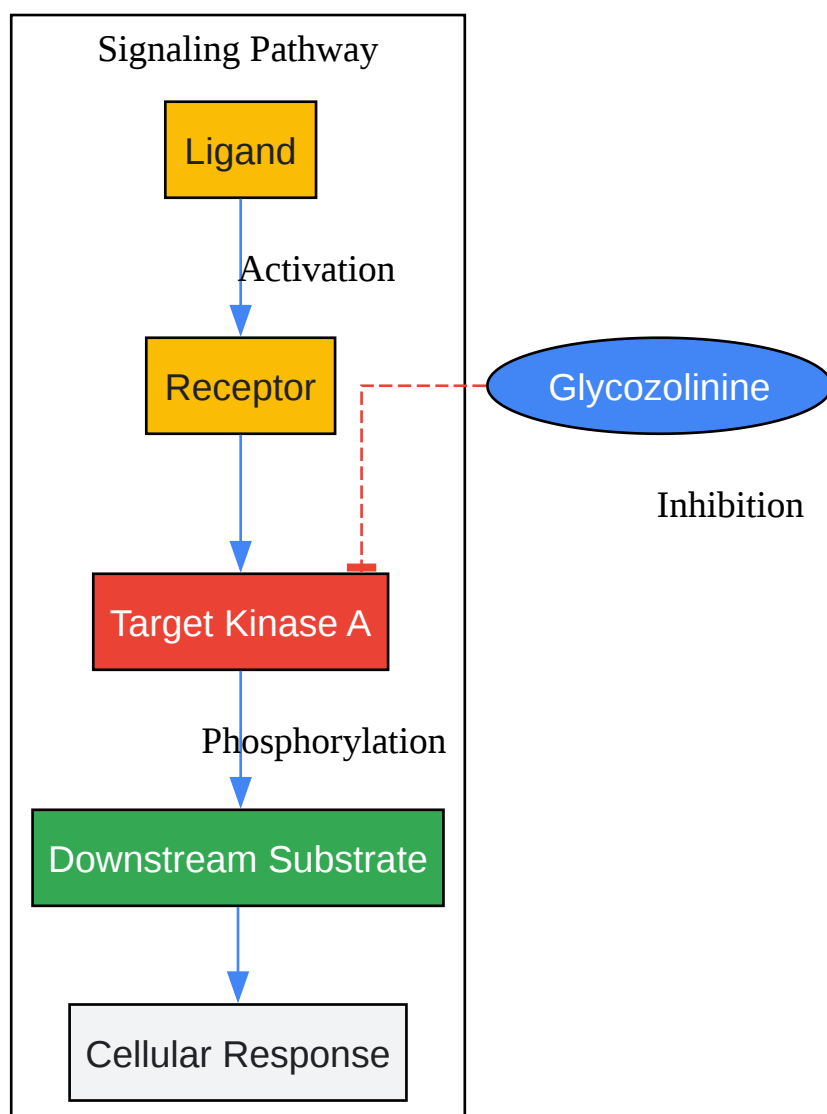 Signaling Pathway
Ligand
Activation
Receptor
Glycozolinine
Inhibition
Target Kinase A
Phosphorylation
Downstream Substrate
Cellular Response